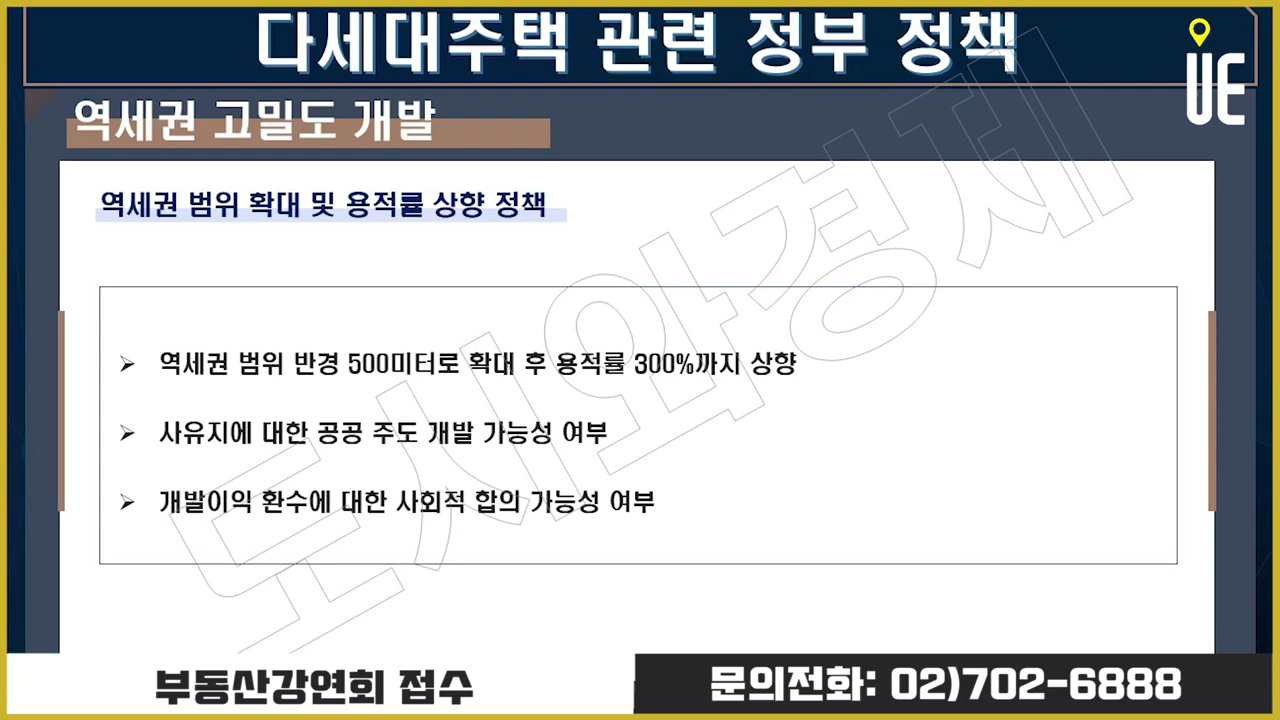 다세대주택 관련 정부 정책
UE
역세권 고밀도 개발
역세권 범위 확대 및 용적률 상향 정책
➢ 역세권 범위 반경 500미터로 확대 후 용적률 300%까지 상향
➢ 사유지에 대한 공공 주도 개발 가능성 여부
➢ 개발이익 환수에 대한 사회적 합의 가능성 여부
도시와경제
부동산강연회 접수
문의전화: 02)702-6888